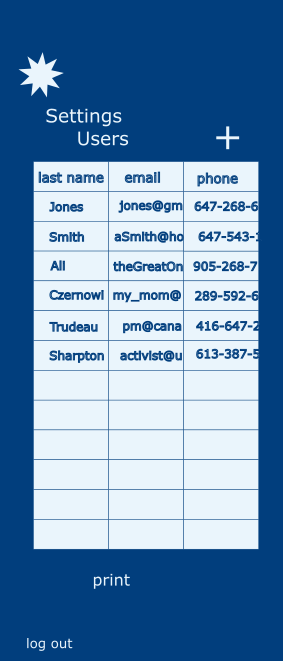 Settings
Users
+
last name email phone
Jones jones@gm 647-268-6
Smith aSmith@ho 647-543-1
Ali theGreatOn 905-268-7
Czernowi my_mom@ 289-592-6
Trudeau pm@cana 416-647-2
Sharpton activist@u 613-387-5
print
log out